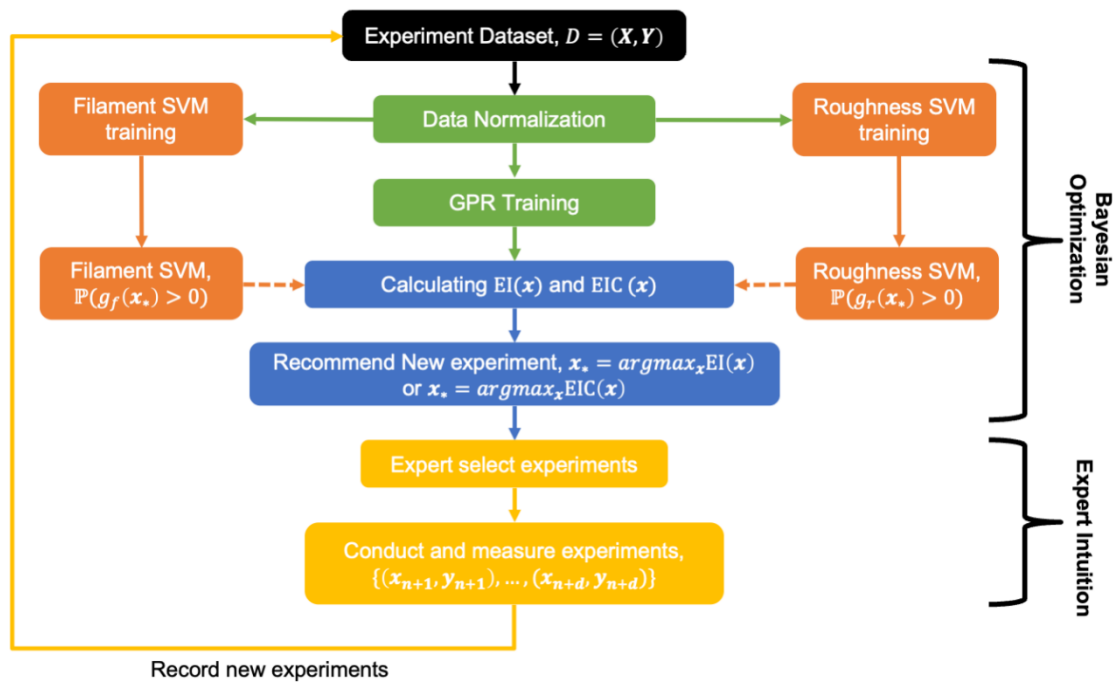 Experiment Dataset, D = (X, Y)
Filament SVM
training
Data Normalization
Roughness SVM
training
GPR Training
Filament SVM,
ℙ(g_f(x_*) > 0)
Calculating EI(x) and EIC (x)
Roughness SVM,
ℙ(g_r(x_*) > 0)
Recommend New experiment, x_* = argmax_x EI(x)
or x_* = argmax_x EIC(x)
Expert select experiments
Conduct and measure experiments,
{(x_{n+1}, y_{n+1}), ..., (x_{n+d}, y_{n+d})}
Record new experiments
Bayesian
Optimization
Expert Intuition